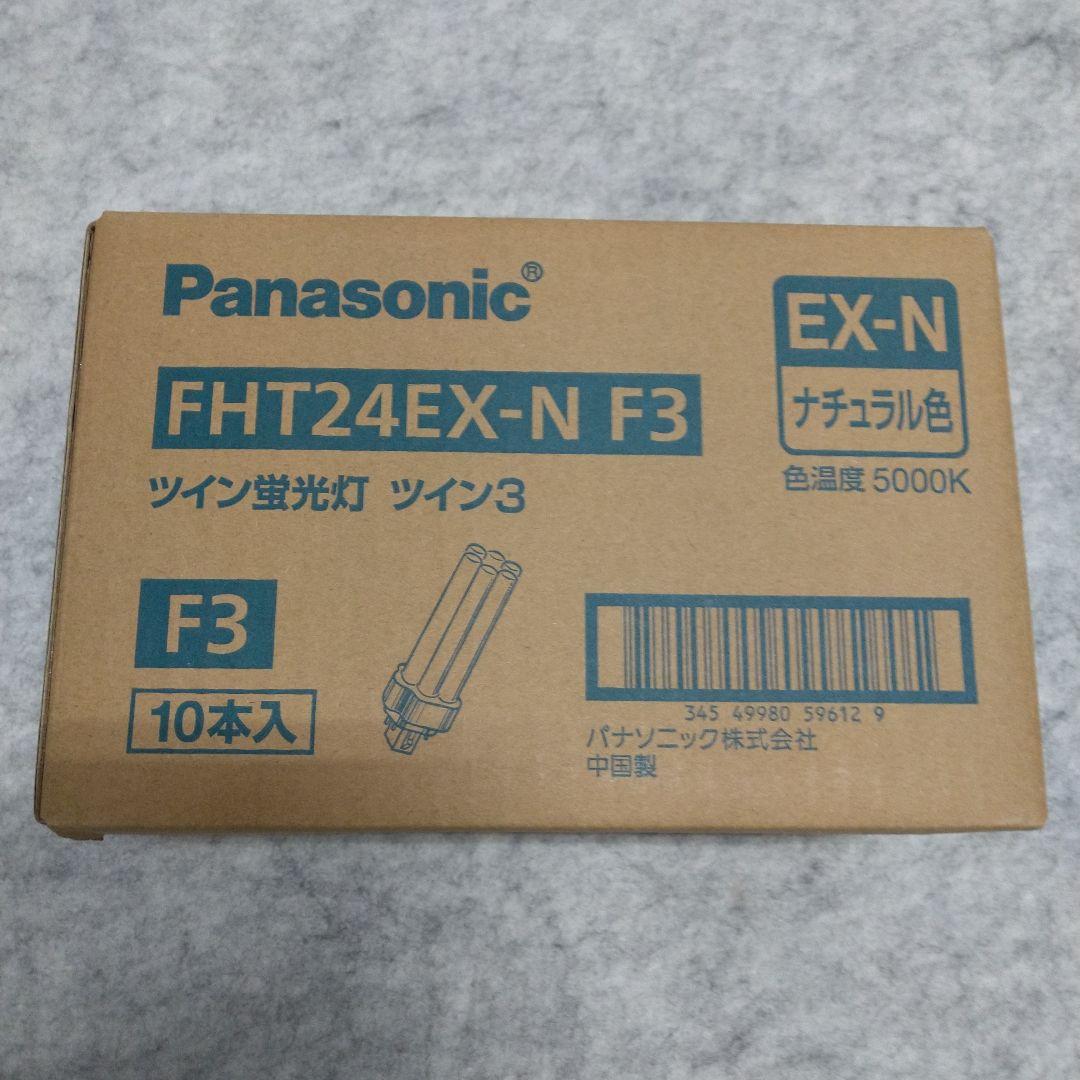 Panasonic®
FHT24EX-N F3
ツイン蛍光灯 ツイン3
EX-N
ナチュラル色
色温度 5000K
F3
10本入
345 49980 59612 9
パナソニック株式会社
中国製